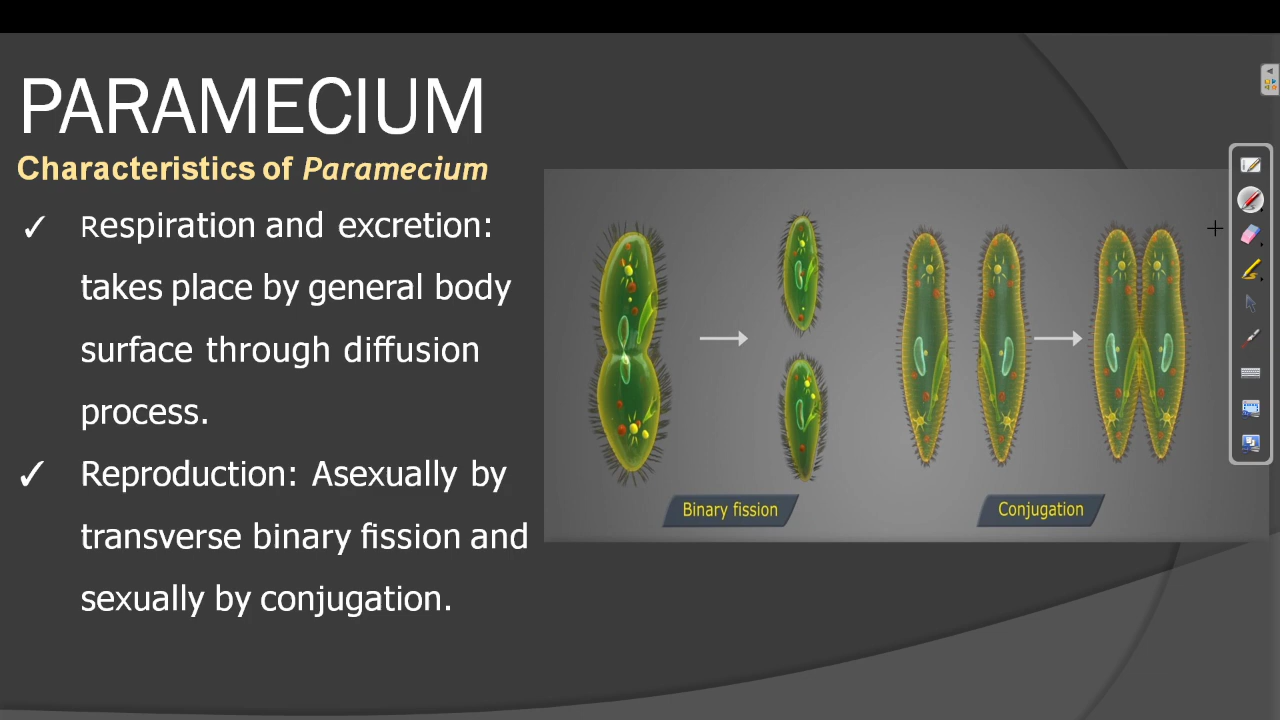 PARAMECIUM
Characteristics of Paramecium
✓ Respiration and excretion:
takes place by general body
surface through diffusion
process.
✓ Reproduction: Asexually by
transverse binary fission and
sexually by conjugation.
Binary fission
Conjugation